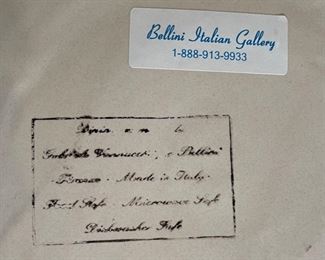 Bellini Italian Gallery
1-888-913-9933
Bellini
Firenze - Made in Italy
Food Safe - Microwave Safe
Dishwasher Safe